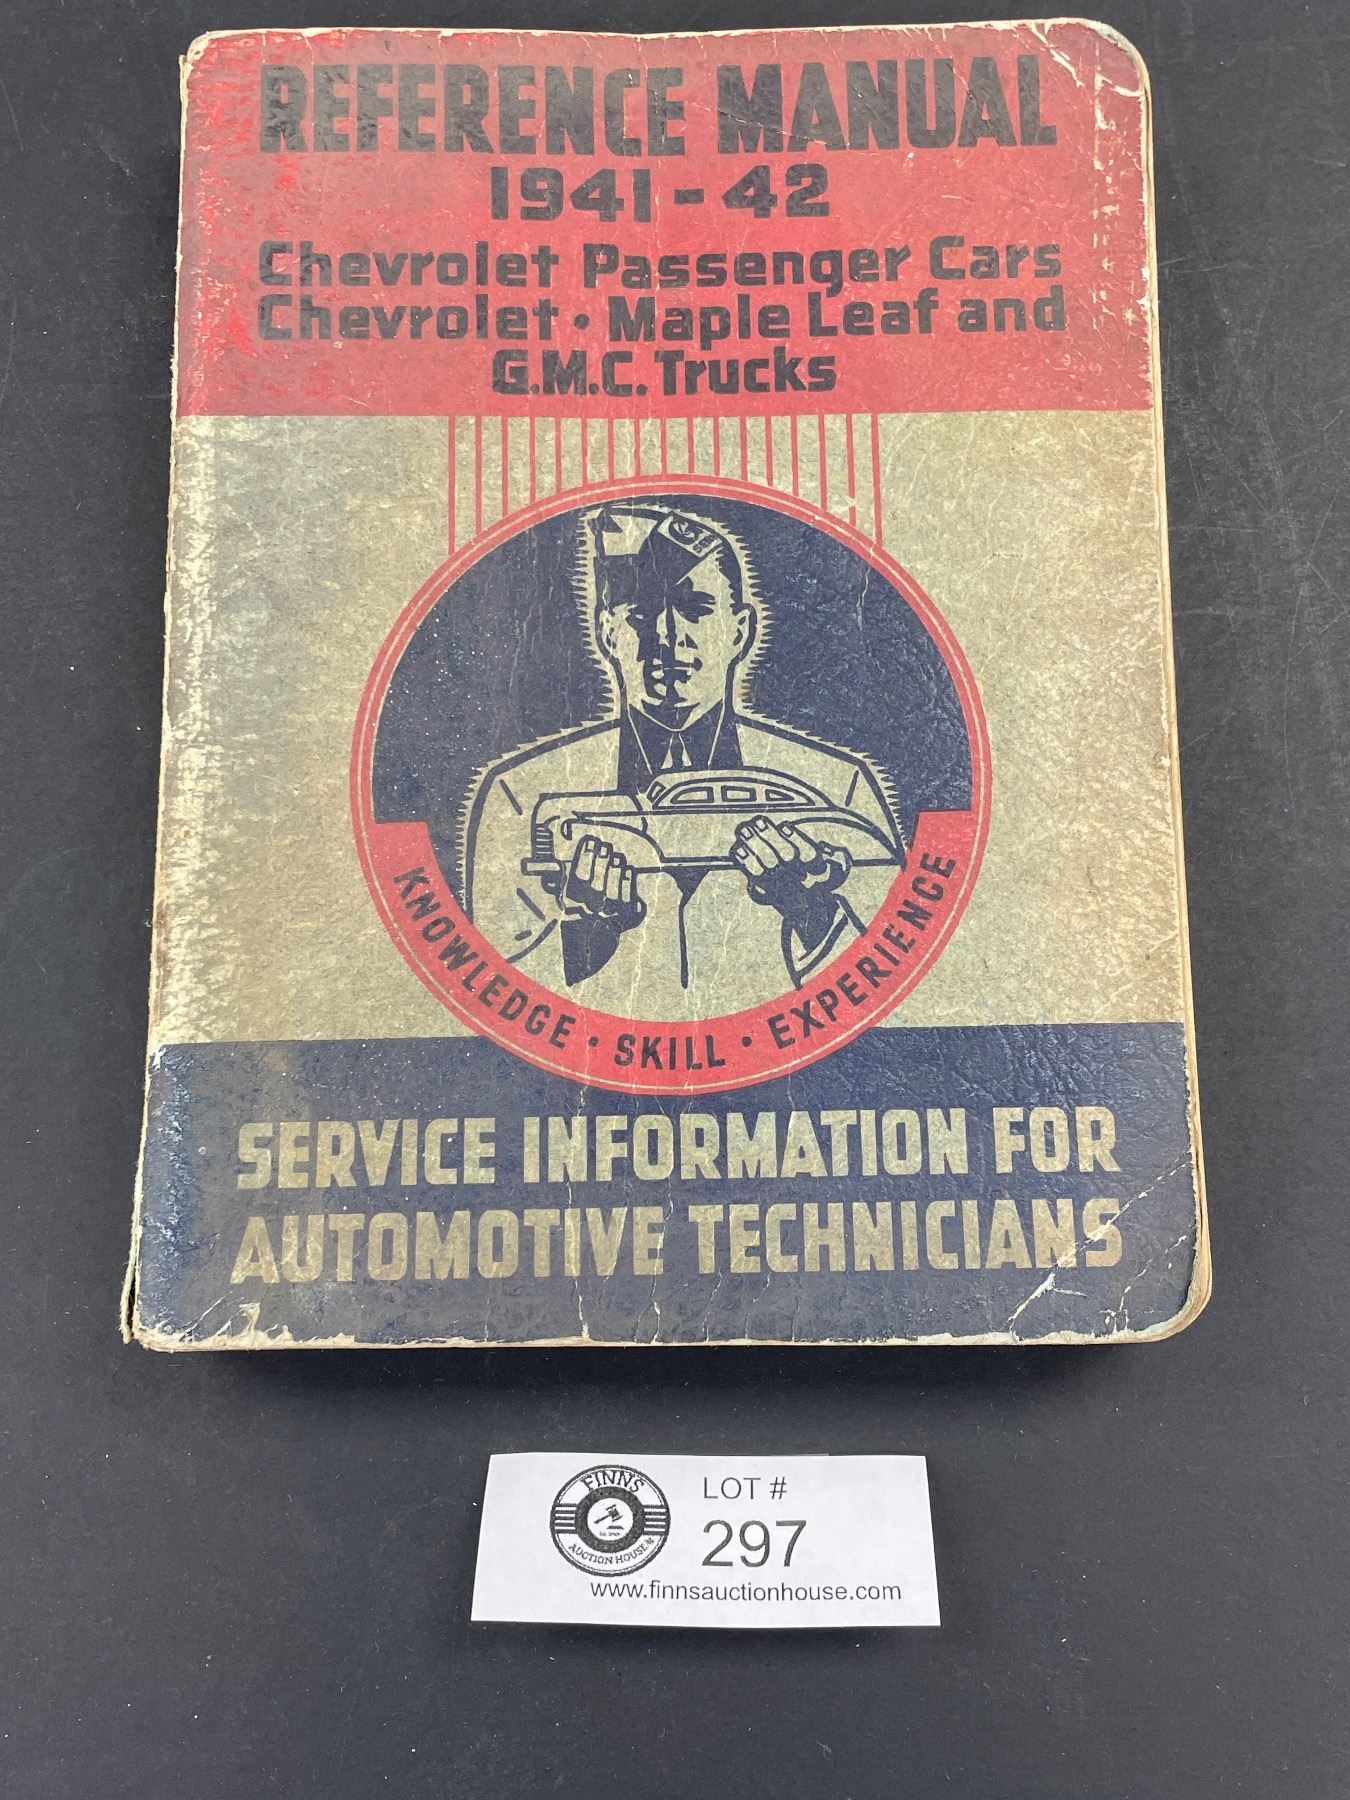 REFERENCE MANUAL
1941-42
Chevrolet Passenger Cars
Chevrolet • Maple Leaf and
G.M.C. Trucks
KNOWLEDGE • SKILL • EXPERIENCE
SERVICE INFORMATION FOR
AUTOMOTIVE TECHNICIANS
FINNS
AUCTION HOUSE
LOT #
297
www.finnsauctionhouse.com